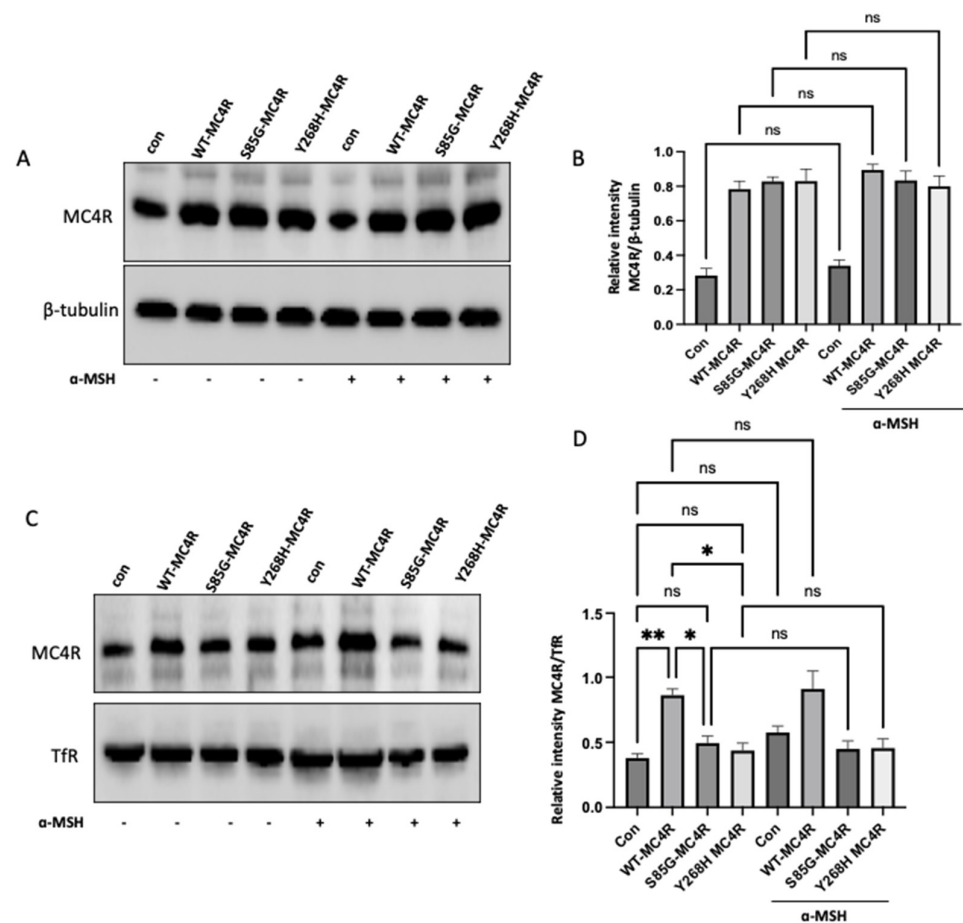 A
con
WT-MC4R
S85G-MC4R
Y268H-MC4R
con
WT-MC4R
S85G-MC4R
Y268H-MC4R
MC4R
β-tubulin
α-MSH - - - - + + + +
B
ns
ns
ns
ns
Relative intensity
MC4R/β-tubulin
1.0
0.8
0.6
0.4
0.2
0.0
Con
WT-MC4R
S85G-MC4R
Y268H MC4R
Con
WT-MC4R
S85G-MC4R
Y268H MC4R
α-MSH
C
con
WT-MC4R
S85G-MC4R
Y268H-MC4R
con
WT-MC4R
S85G-MC4R
Y268H-MC4R
MC4R
TfR
α-MSH - - - - + + + +
D
ns
ns
ns
*
ns
ns
** *
ns
Relative intensity MC4R/TfR
1.5
1.0
0.5
0.0
Con
WT-MC4R
S85G-MC4R
Y268H MC4R
Con
WT-MC4R
S85G-MC4R
Y268H MC4R
α-MSH